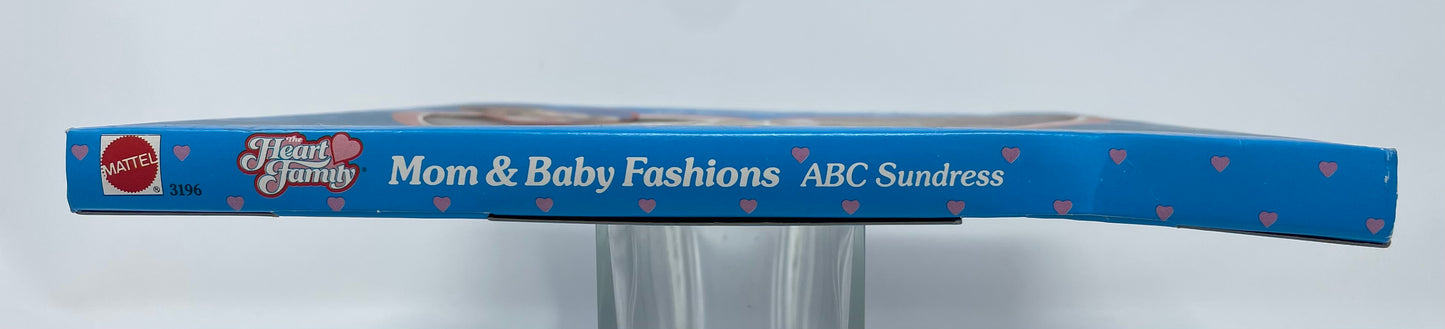 MATTEL
®
3196
The
Heart
Family®
Mom & Baby Fashions ABC Sundress